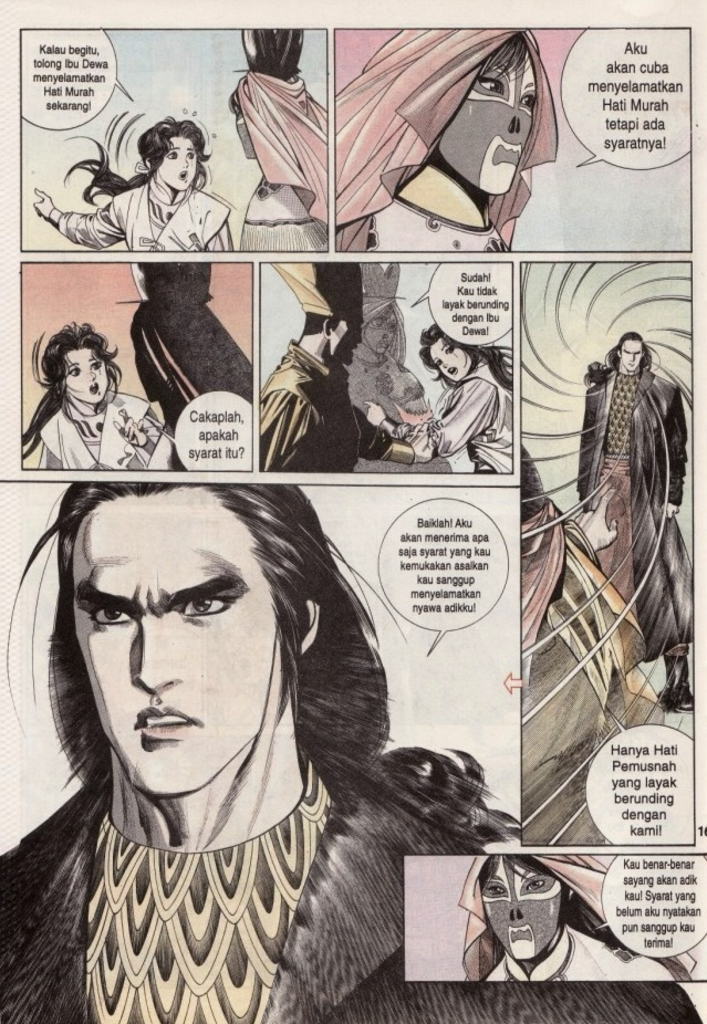 Kalau begitu,
tolong Ibu Dewa
menyelamatkan
Hati Murah
sekarang!
Aku
akan cuba
menyelamatkan
Hati Murah
tetapi ada
syaratnya!
Cakaplah,
apakah
syarat itu?
Sudah!
Kau tidak
layak berunding
dengan Ibu
Dewa!
Hanya Hati
Pemusnah
yang layak
berunding
dengan
kami!
Baiklah! Aku
akan menerima apa
saja syarat yang kau
kemukakan asalkan
kau sanggup
menyelamatkan
nyawa adikku!
Kau benar-benar
sayang akan adik
kau! Syarat yang
belum aku nyatakan
pun sanggup kau
terima!